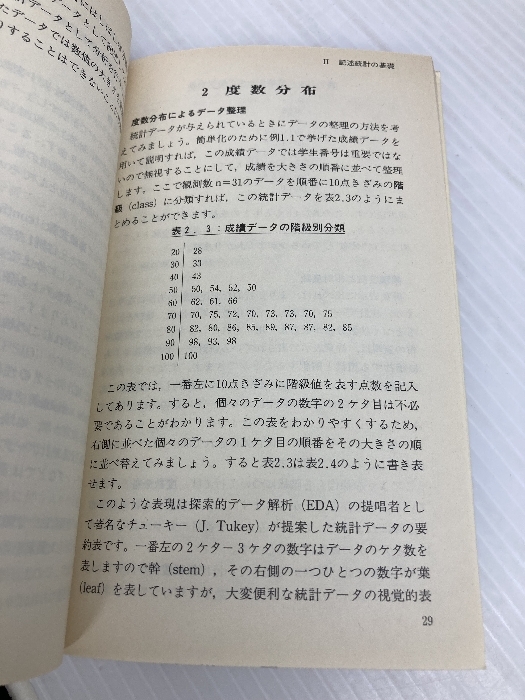 II　記述統計の基礎
2　度数分布
度数分布によるデータ整理
統計データが与えられているときにデータの整理の方法を考
えてみましょう。簡単化のために例1.1で挙げた成績データを
用いて説明すれば，この成績データでは学生番号は重要ではな
いので無視することにして，成績を大きさの順番に並べて整理
します。ここで観測数 n＝31のデータを順番に10点きざみの階
級（class）に分類すれば，この統計データを表2.3のようにま
とめることができます。
表2．3：成績データの階級別分類
20 28
30 33
40 43
50 50, 54, 52, 50
60 62, 61, 66
70 70, 75, 72, 70, 73, 73, 70, 75
80 82, 80, 86, 85, 89, 87, 87, 82, 85
90 98, 93, 98
100 100
この表では，一番左に10点きざみに階級値を表す点数を記入
してあります。すると，個々のデータの数字の2ケタ目は不必
要であることがわかります。この表をわかりやすくするため，
右側に並べた個々のデータの1ケタ目の順番をその大きさの順
に並べ替えてみましょう。すると表2.3は表2.4のように書き表
せます。
このような表現は探索的データ解析（EDA）の提唱者とし
て著名なチューキー（J. Tukey）が提案した統計データの要
約表です。一番左の2ケタ－3ケタの数字はデータのケタ数を
表しますので幹（stem），その右側の一つひとつの数字が葉
(leaf) を表していますが，大変便利な統計データの視覚的表
29